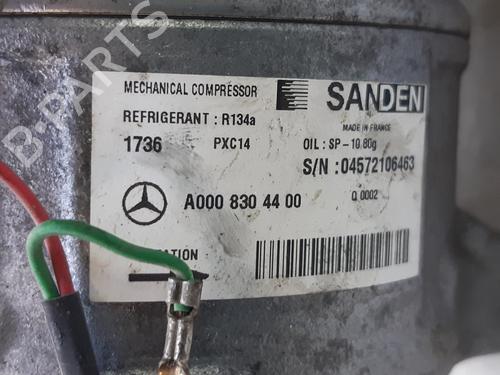 B-PARTS
MECHANICAL COMPRESSOR
SANDEN
REFRIGERANT : R134a
MADE IN FRANCE
1736 PXC14 OIL : SP-10 80g
S/N : 04572106463
A000 830 44 00
Q 0002